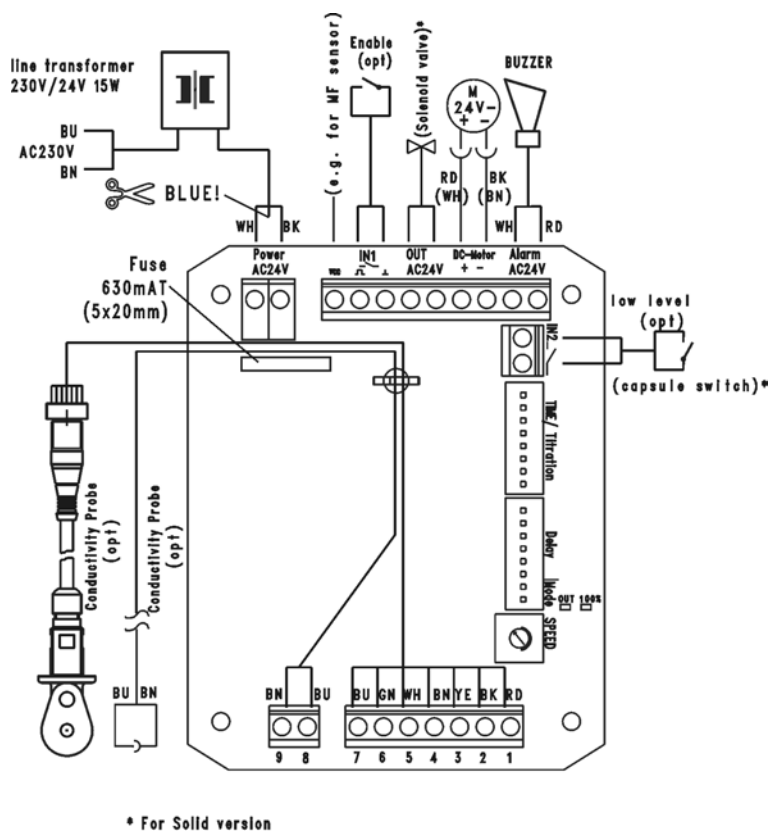 line transformer
230V/24V 15W
BU
AC230V
BN
BLUE!
WH
BK
(e.g. for MF sensor)
Enable
(opt)
(Solenoid valve)*
M
24V-
+ -
RD
(WH)
BK
(BN)
BUZZER
WH
RD
Power
AC24V
IN1
OUT
AC24V
DC-Motor
+ -
Alarm
AC24V
Fuse
630mAT
(5x20mm)
low level
(opt)
IN2
(capsule switch)*
TIME/ Titration
Delay
Mode
OUT 100%
SPEED
Conductivity Probe
(opt)
Conductivity Probe
(opt)
BU BN
BN BU
BU GN WH BN YE BK RD
9 8 7 6 5 4 3 2 1
* For Solid version